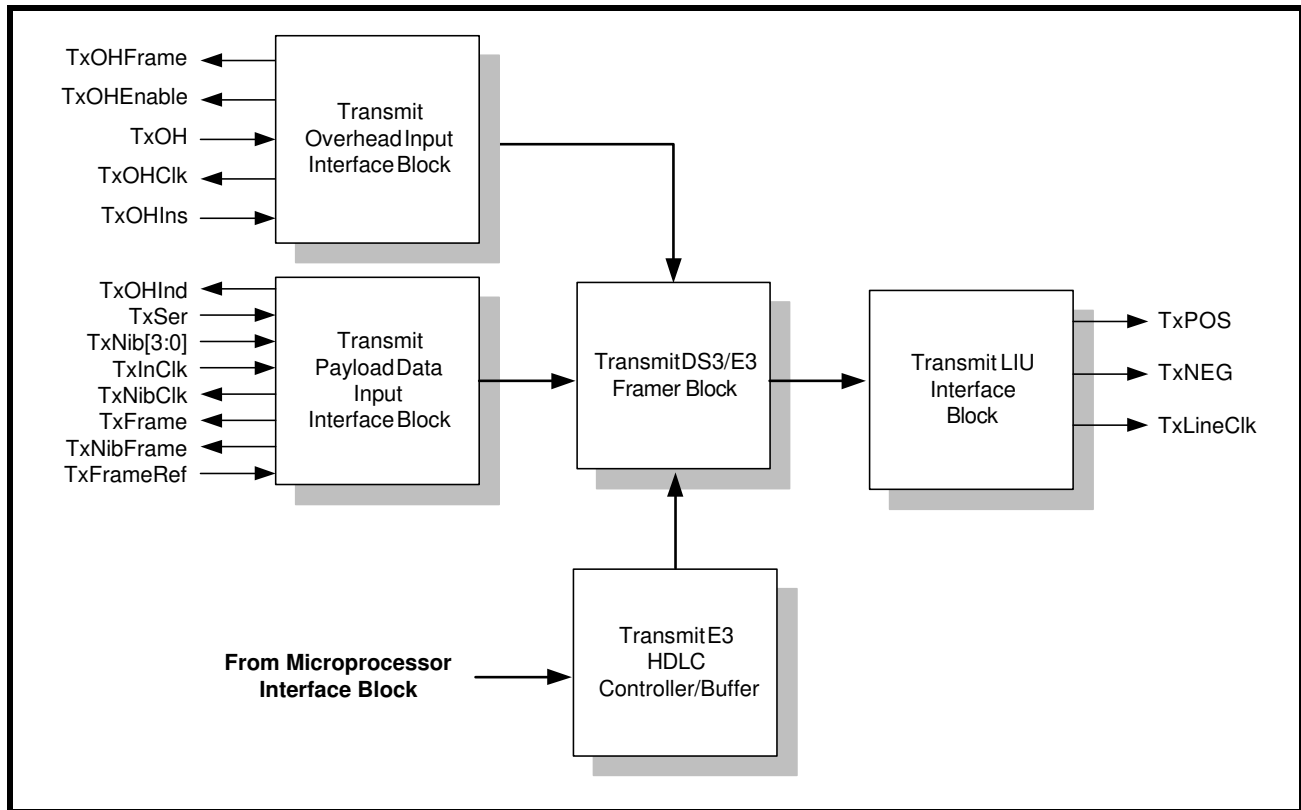 TxOHFrame
TxOHEnable
TxOH
TxOHClk
TxOHIns
Transmit
Overhead Input
Interface Block
TxOHInd
TxSer
TxNib[3:0]
TxInClk
TxNibClk
TxFrame
TxNibFrame
TxFrameRef
Transmit
Payload Data
Input
Interface Block
Transmit DS3/E3
Framer Block
Transmit LIU
Interface
Block
TxPOS
TxNEG
TxLineClk
From Microprocessor
Interface Block
Transmit E3
HDLC
Controller/Buffer